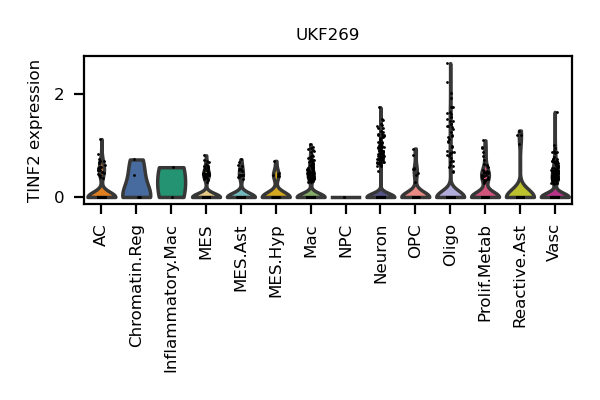 UKF269
TINF2 expression
2
0
AC
Chromatin.Reg
Inflammatory.Mac
MES
MES.Ast
MES.Hyp
Mac
NPC
Neuron
OPC
Oligo
Prolif.Metab
Reactive.Ast
Vasc